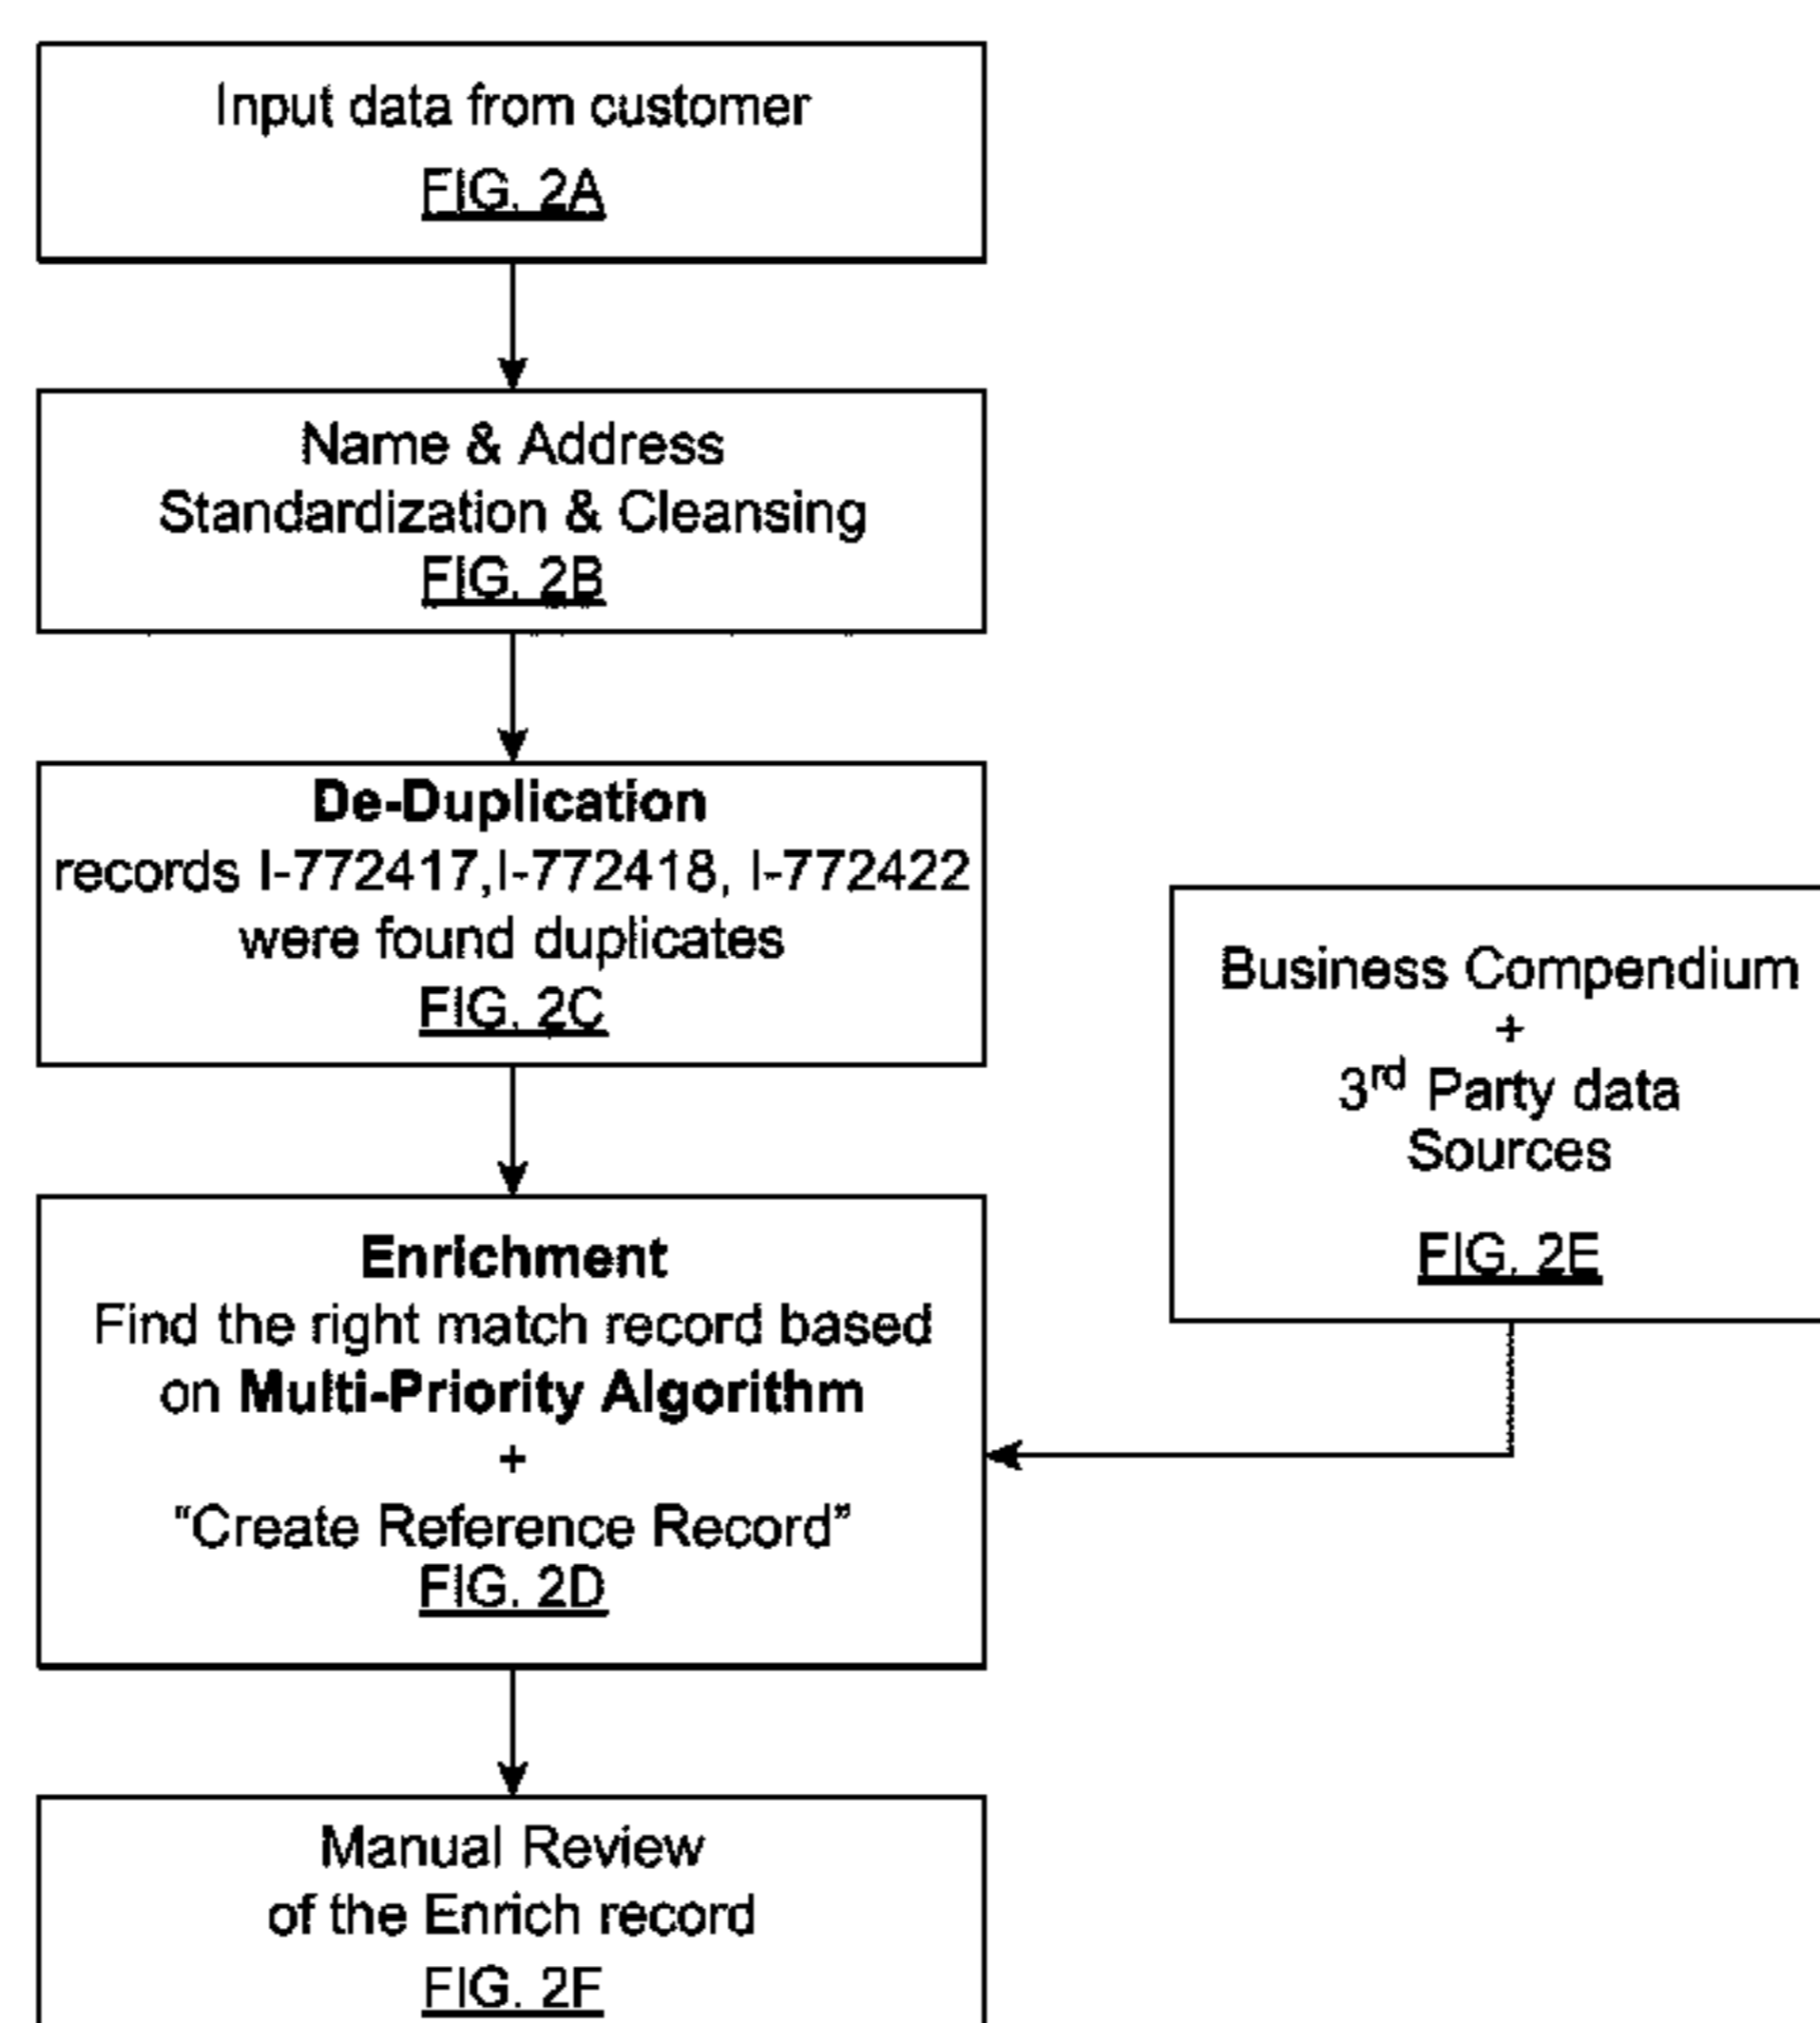 Input data from customer
FIG. 2A
Name & Address
Standardization & Cleansing
FIG. 2B
De-Duplication
records I-772417,I-772418, I-772422
were found duplicates
FIG. 2C
Business Compendium
+
3rd Party data
Sources
FIG. 2E
Enrichment
Find the right match record based
on Multi-Priority Algorithm
+
“Create Reference Record”
FIG. 2D
Manual Review
of the Enrich record
FIG. 2F